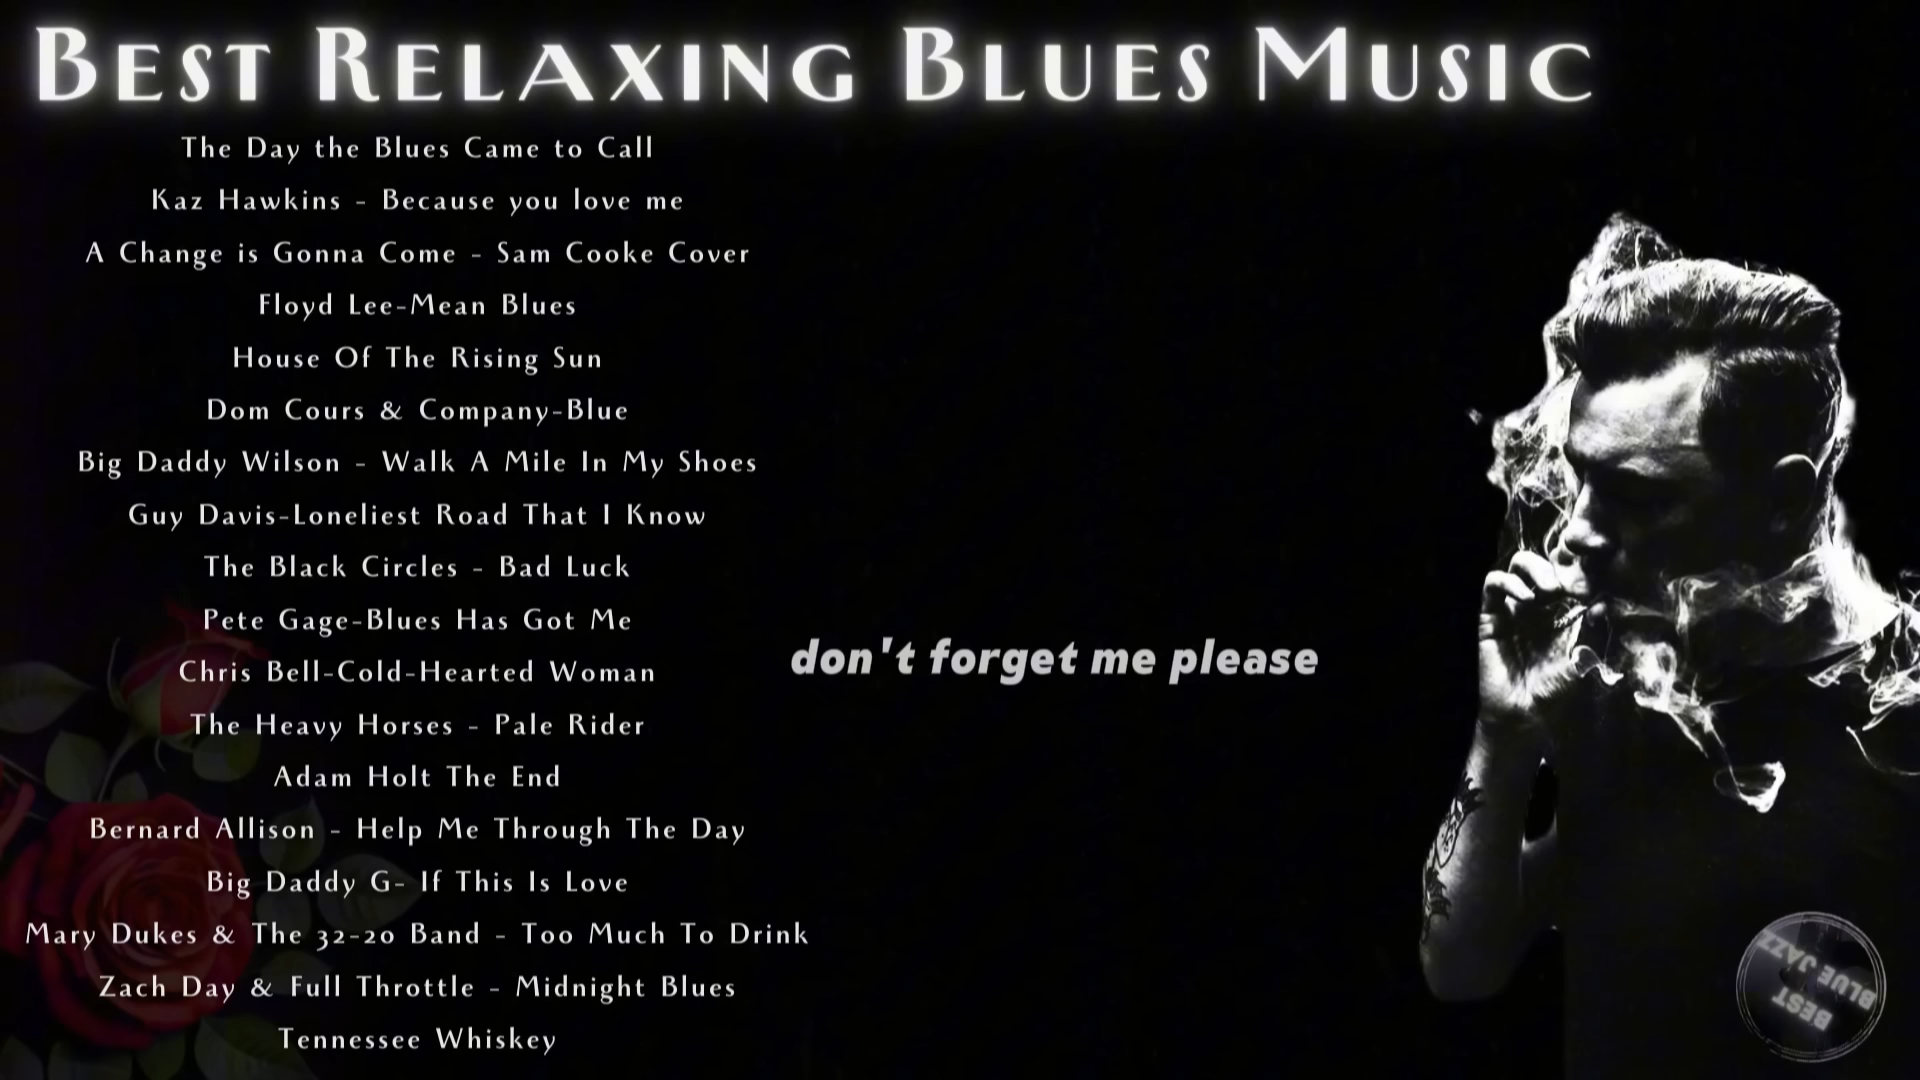 Best Relaxing Blues Music
The Day the Blues Came to Call
Kaz Hawkins - Because you love me
A Change is Gonna Come - Sam Cooke Cover
Floyd Lee-Mean Blues
House Of The Rising Sun
Dom Cours & Company-Blue
Big Daddy Wilson - Walk A Mile In My Shoes
Guy Davis-Loneliest Road That I Know
The Black Circles - Bad Luck
Pete Gage-Blues Has Got Me
Chris Bell-Cold-Hearted Woman
The Heavy Horses - Pale Rider
Adam Holt The End
Bernard Allison - Help Me Through The Day
Big Daddy G- If This Is Love
Mary Dukes & The 32-20 Band - Too Much To Drink
Zach Day & Full Throttle - Midnight Blues
Tennessee Whiskey
don't forget me please
BEST
BLUE JAZZ